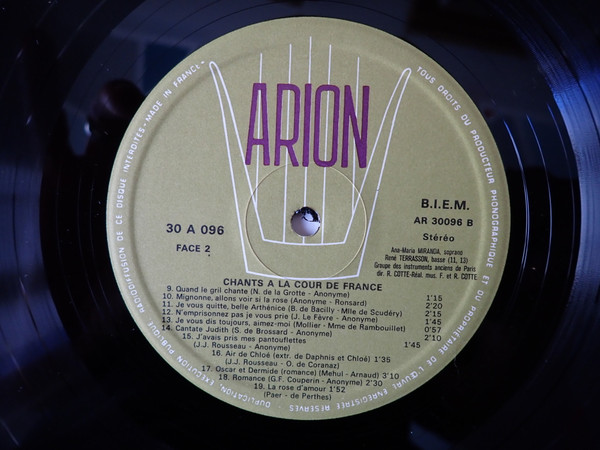 ARION
30 A 096
FACE 2
B.I.E.M.
AR 30096 B
Stéréo
Ana-Maria MIRANDA, soprano
René TERRASSON, basse (11, 13)
Groupe des instruments anciens de Paris
de R. COTTE-Réal. mus. F. et R. COTTE
CHANTS A LA COUR DE FRANCE
9. Quand le gril chante (N. de la Grotte - Anonyme) 1'15
10. Mignonne, allons voir si la rose (Anonyme - Ronsard) 2'20
11. Je vous quitte, belle Arthénice (B. de Bacilly - Mlle de Scudéry) 2'15
12. N'emprisonnez pas je vous prie (J. Le Fèvre - Anonyme) 1'45
13. Je vous dis toujours, aimez-moi (Mollier - Mme de Rambouillet) 0'57
14. Cantate Judith (S. de Brossard - Anonyme) 2'10
15. J'avais pris mes pantouflettes
(J.J. Rousseau - Anonyme) 1'45
16. Air de Chloé (extr. de Daphnis et Chloé) 1'35
(J.J. Rousseau - O. de Coranaz)
17. Oscar et Dermide (romance) (Mehul - Arnaud) 3'10
18. Romance (G.F. Couperin - Anonyme) 2'30
19. La rose d'amour 1'52
(Paer - de Perthes)
TOUS DROITS DU PRODUCTEUR PHONOGRAPHIQUE ET DU PROPRIETAIRE DE L'ŒUVRE ENREGISTREE RÉSERVES. DUPLICATION, EXECUTION PUBLIQUE, RADIODIFFUSION DE CE DISQUE INTERDITES - MADE IN FRANCE -